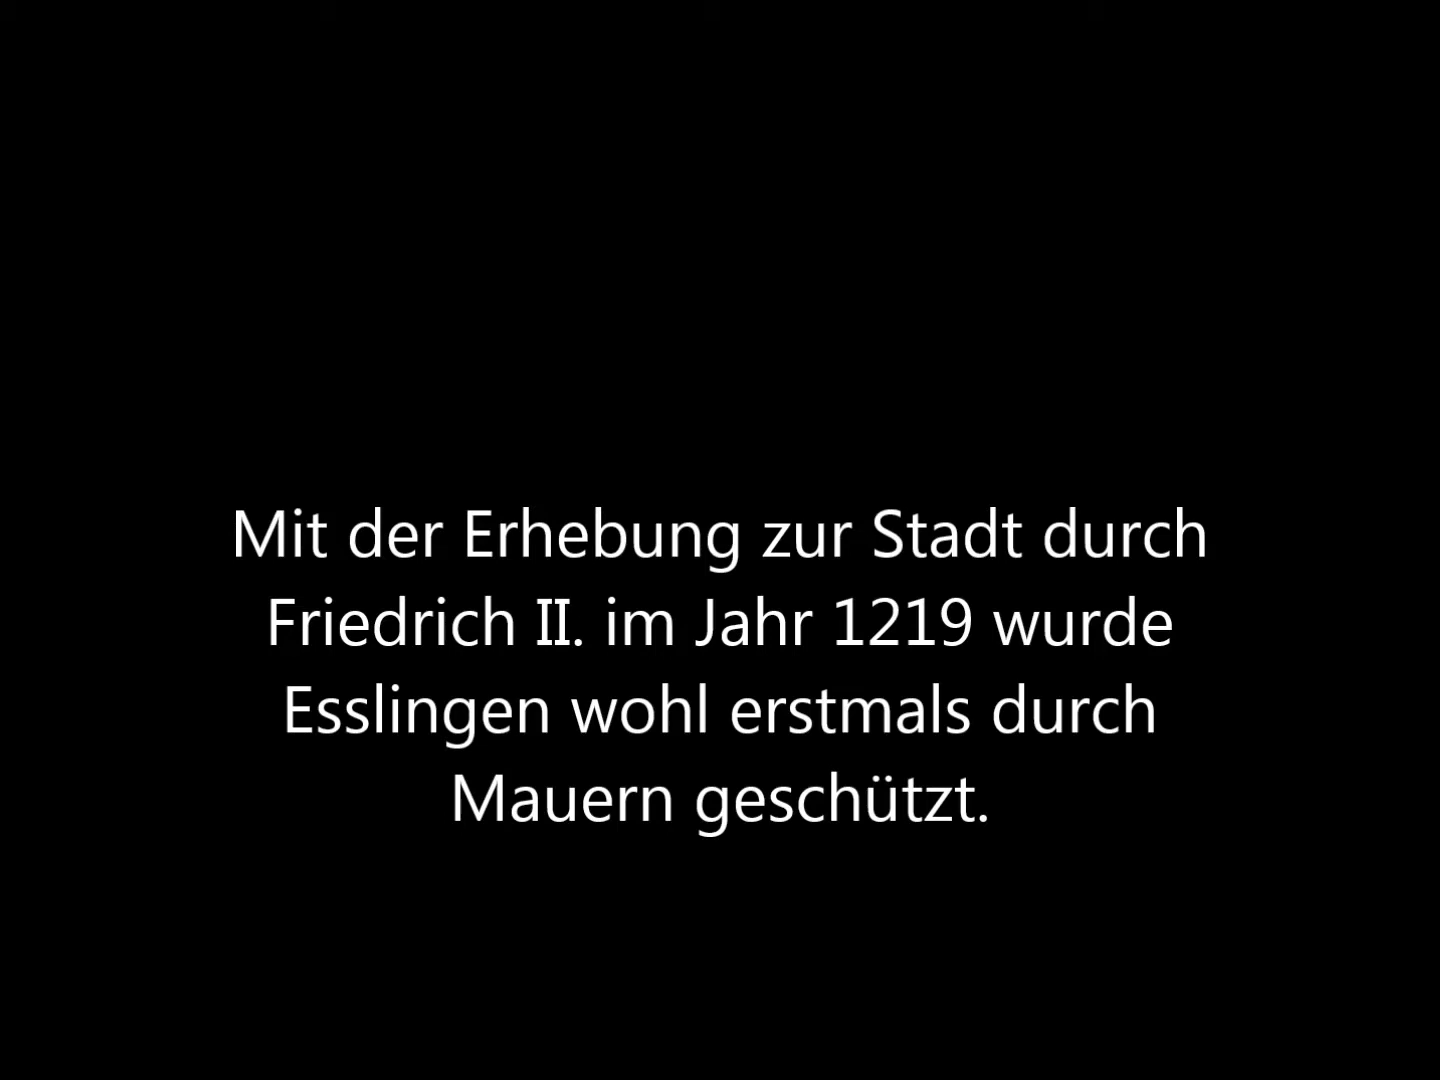 Mit der Erhebung zur Stadt durch
Friedrich II. im Jahr 1219 wurde
Esslingen wohl erstmals durch
Mauern geschützt.